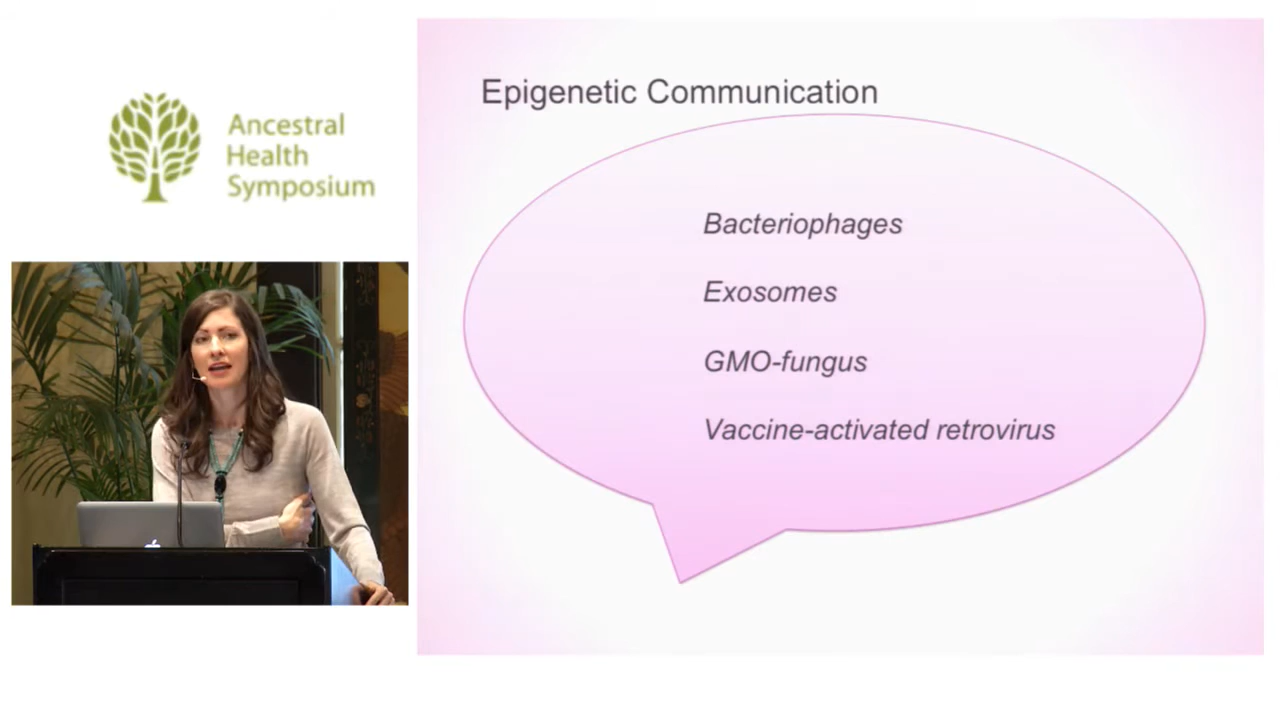 Ancestral
Health
Symposium
Epigenetic Communication
Bacteriophages
Exosomes
GMO-fungus
Vaccine-activated retrovirus